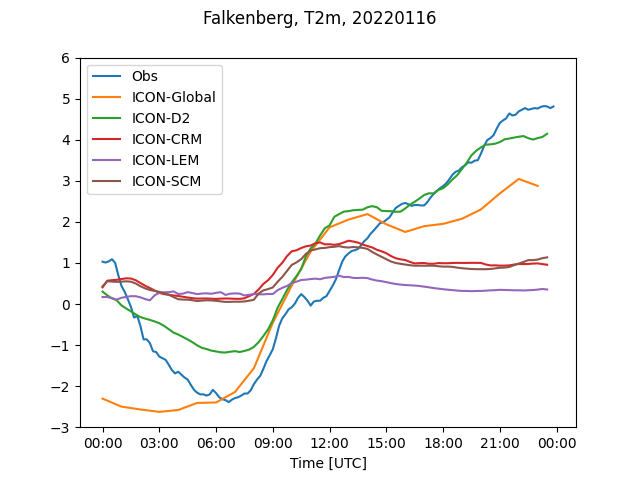 Falkenberg, T2m, 20220116
6
5
4
3
2
1
0
−1
−2
−3
Obs
ICON-Global
ICON-D2
ICON-CRM
ICON-LEM
ICON-SCM
00:00 03:00 06:00 09:00 12:00 15:00 18:00 21:00 00:00
Time [UTC]